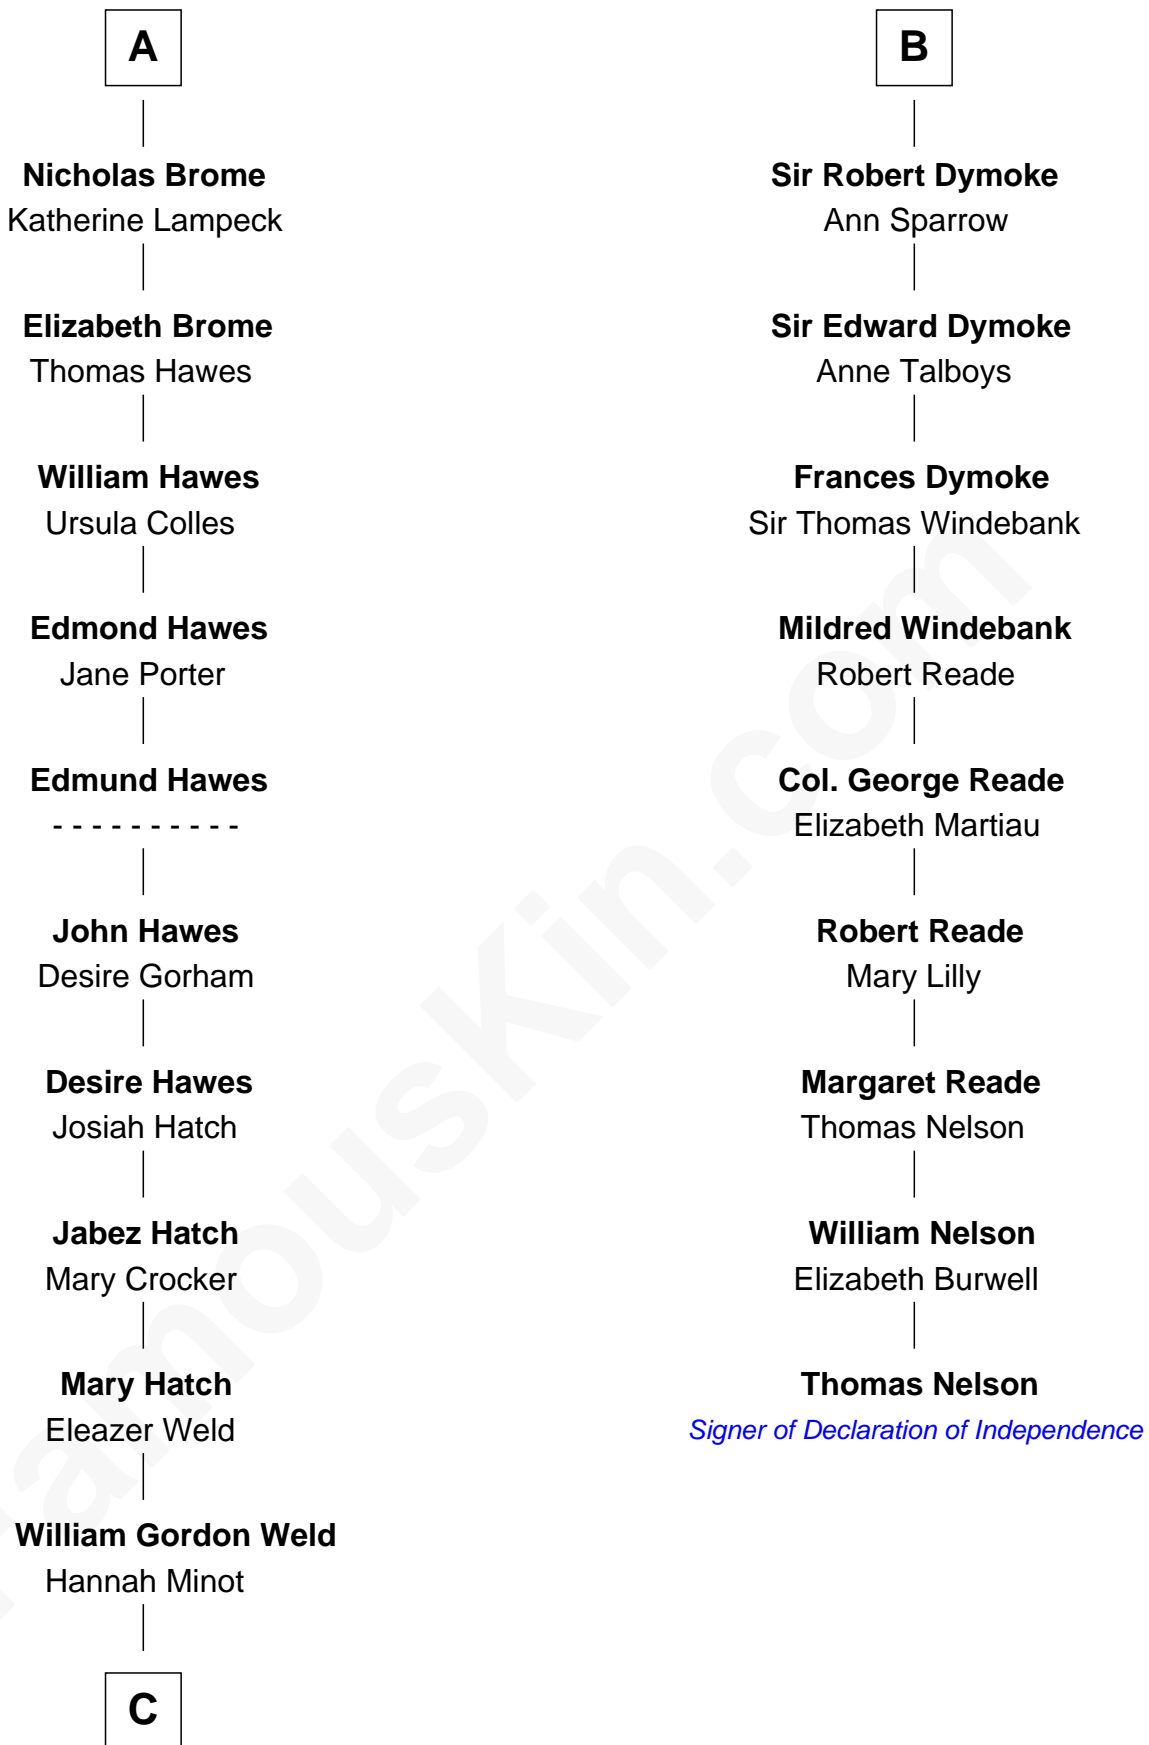 A
Nicholas Brome
Katherine Lampeck
Elizabeth Brome
Thomas Hawes
William Hawes
Ursula Colles
Edmond Hawes
Jane Porter
Edmund Hawes
- - - - - - - - - -
John Hawes
Desire Gorham
Desire Hawes
Josiah Hatch
Jabez Hatch
Mary Crocker
Mary Hatch
Eleazer Weld
William Gordon Weld
Hannah Minot
C
B
Sir Robert Dymoke
Ann Sparrow
Sir Edward Dymoke
Anne Talboys
Frances Dymoke
Sir Thomas Windebank
Mildred Windebank
Robert Reade
Col. George Reade
Elizabeth Martiau
Robert Reade
Mary Lilly
Margaret Reade
Thomas Nelson
William Nelson
Elizabeth Burwell
Thomas Nelson
Signer of Declaration of Independence
FamousKin.com